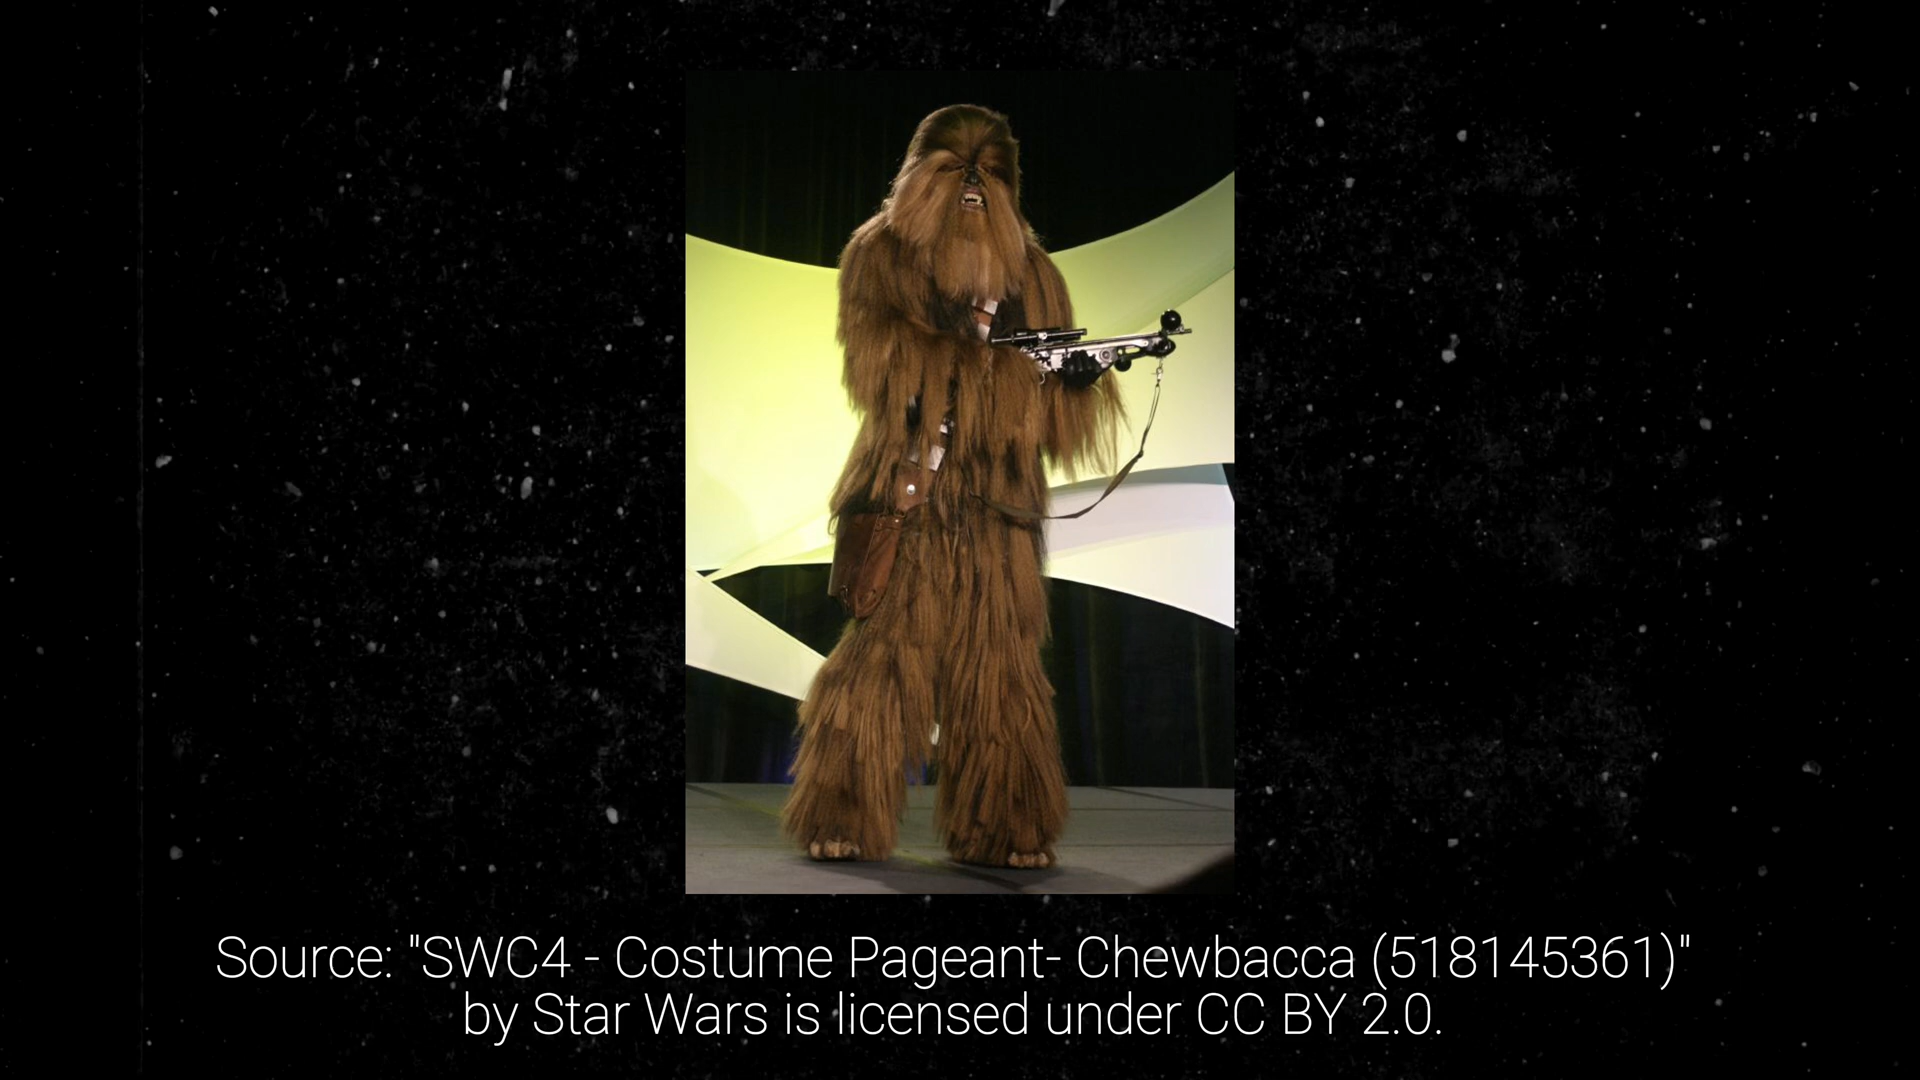 Source: "SWC4 - Costume Pageant- Chewbacca (518145361)"
by Star Wars is licensed under CC BY 2.0.